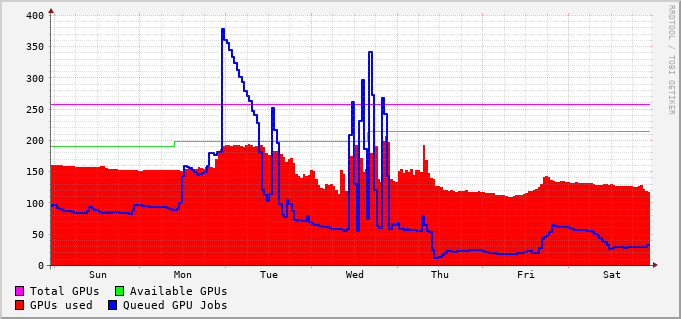 400
350
300
250
200
150
100
50
0
Sun Mon Tue Wed Thu Fri Sat
Total GPUs Available GPUs
GPUs used Queued GPU Jobs
RRDTOOL / TOBI OETIKER